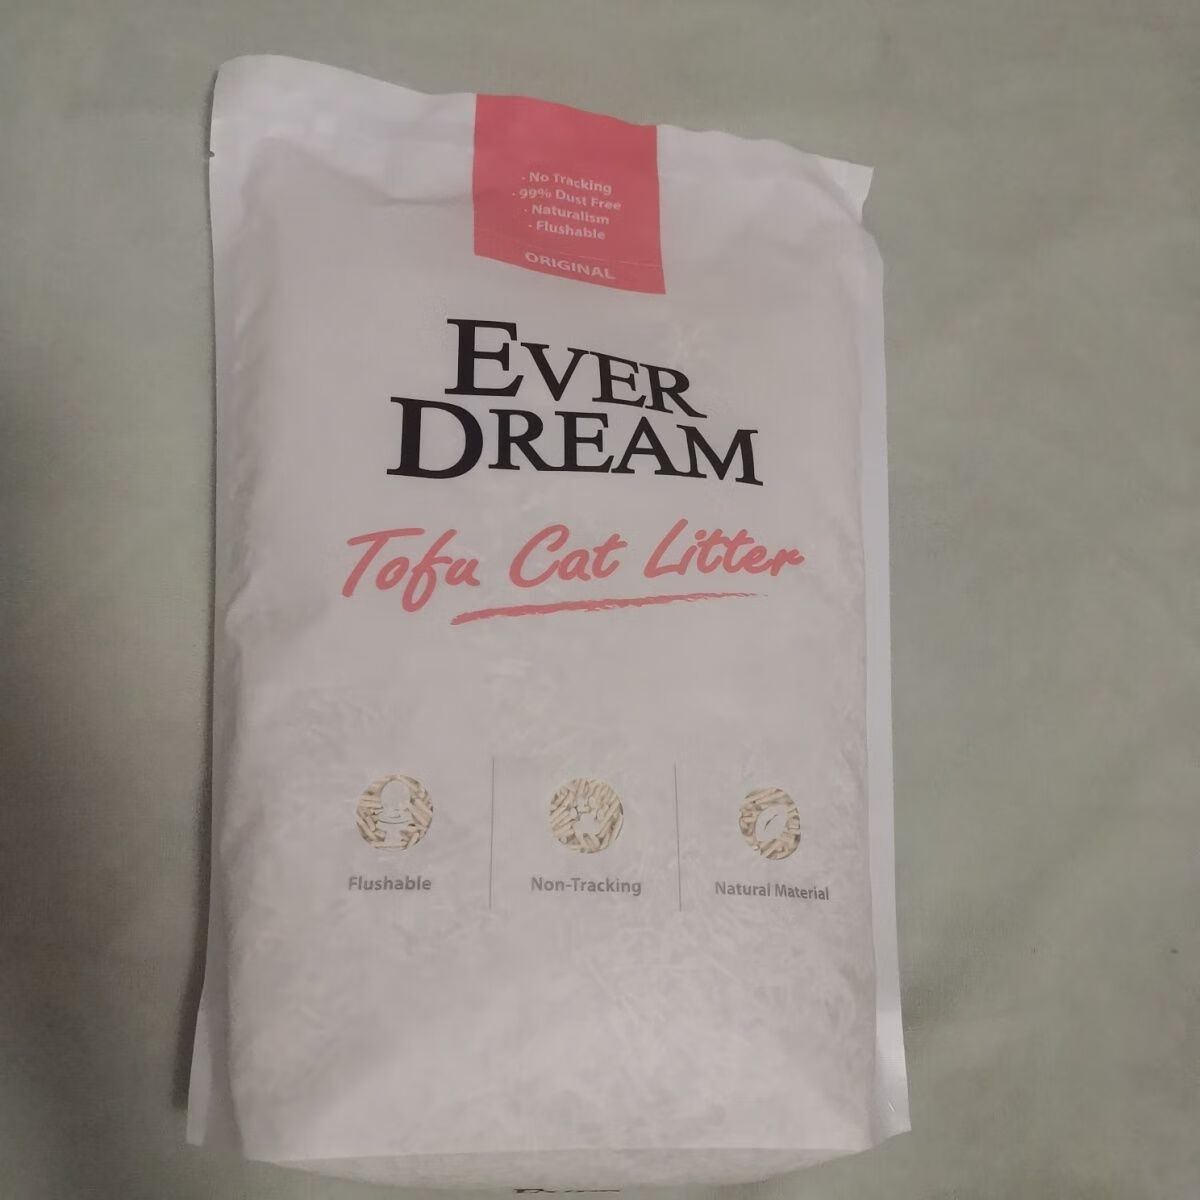 - No Tracking
- 99% Dust Free
- Naturalism
- Flushable
ORIGINAL
EVER
DREAM
Tofu Cat Litter
Flushable
Non-Tracking
Natural Material